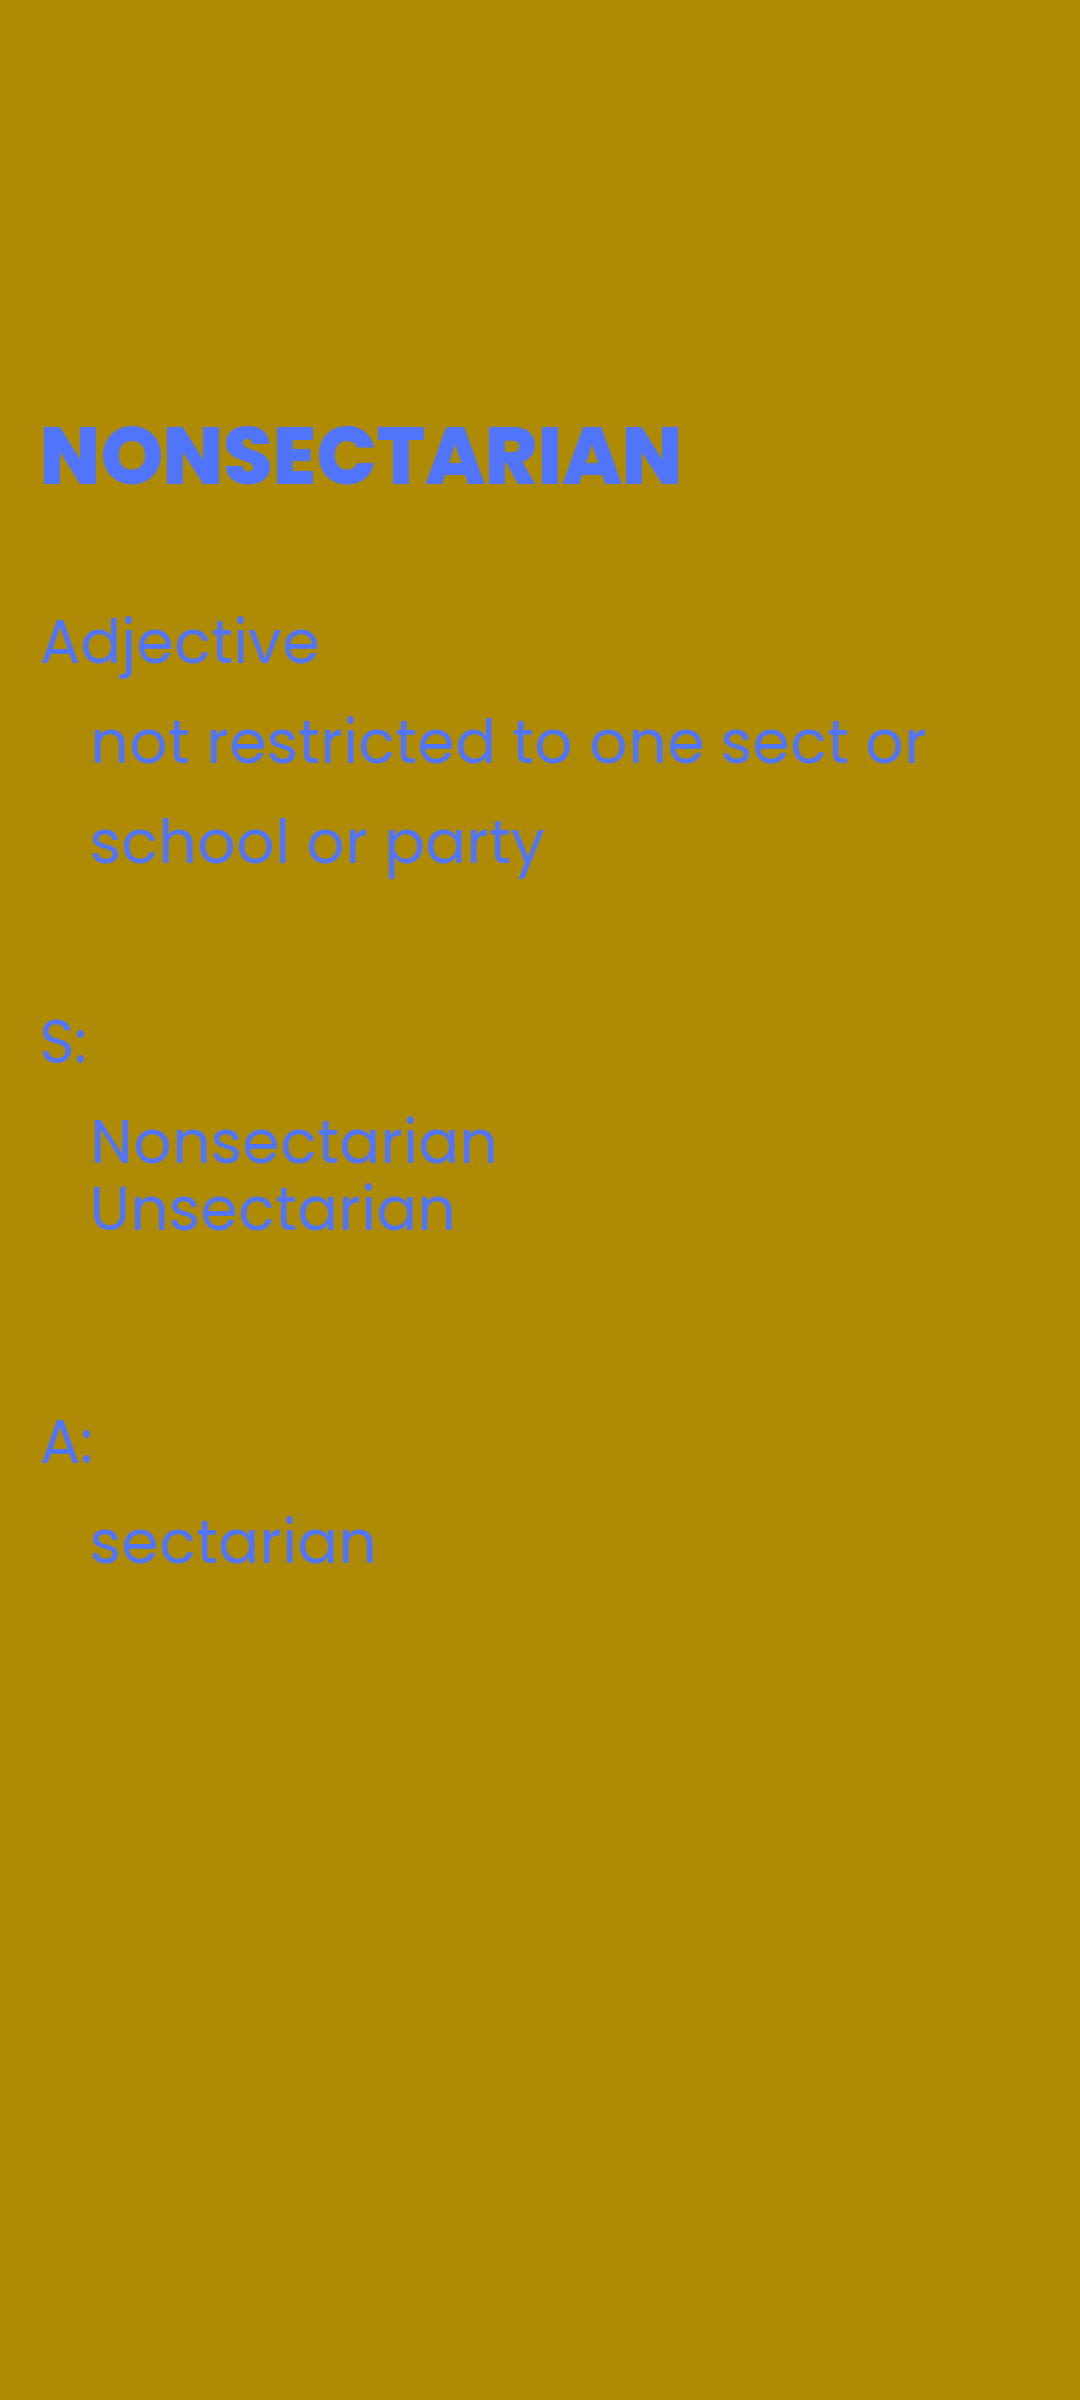 NONSECTARIAN
Adjective
not restricted to one sect or
school or party
S:
Nonsectarian
Unsectarian
A:
sectarian